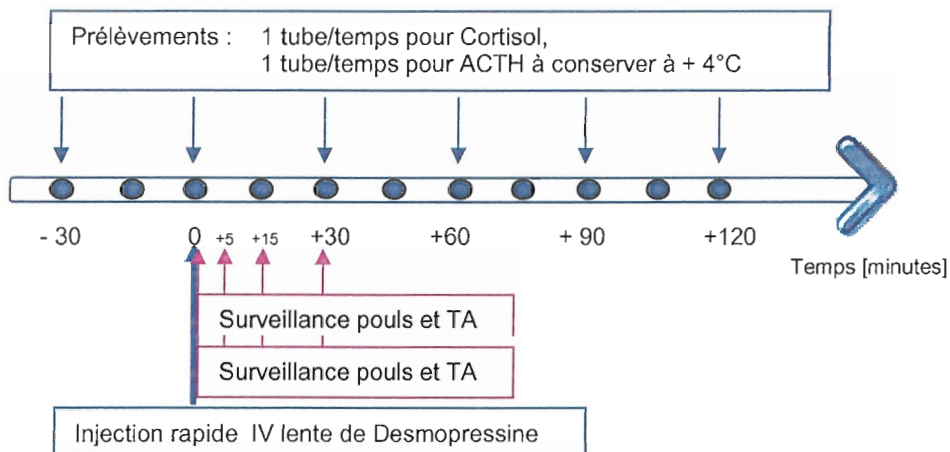 Prélèvements : 1 tube/temps pour Cortisol,
1 tube/temps pour ACTH à conserver à + 4°C
- 30 0 +5 +15 +30 +60 + 90 +120
Temps [minutes]
Surveillance pouls et TA
Surveillance pouls et TA
Injection rapide IV lente de Desmopressine